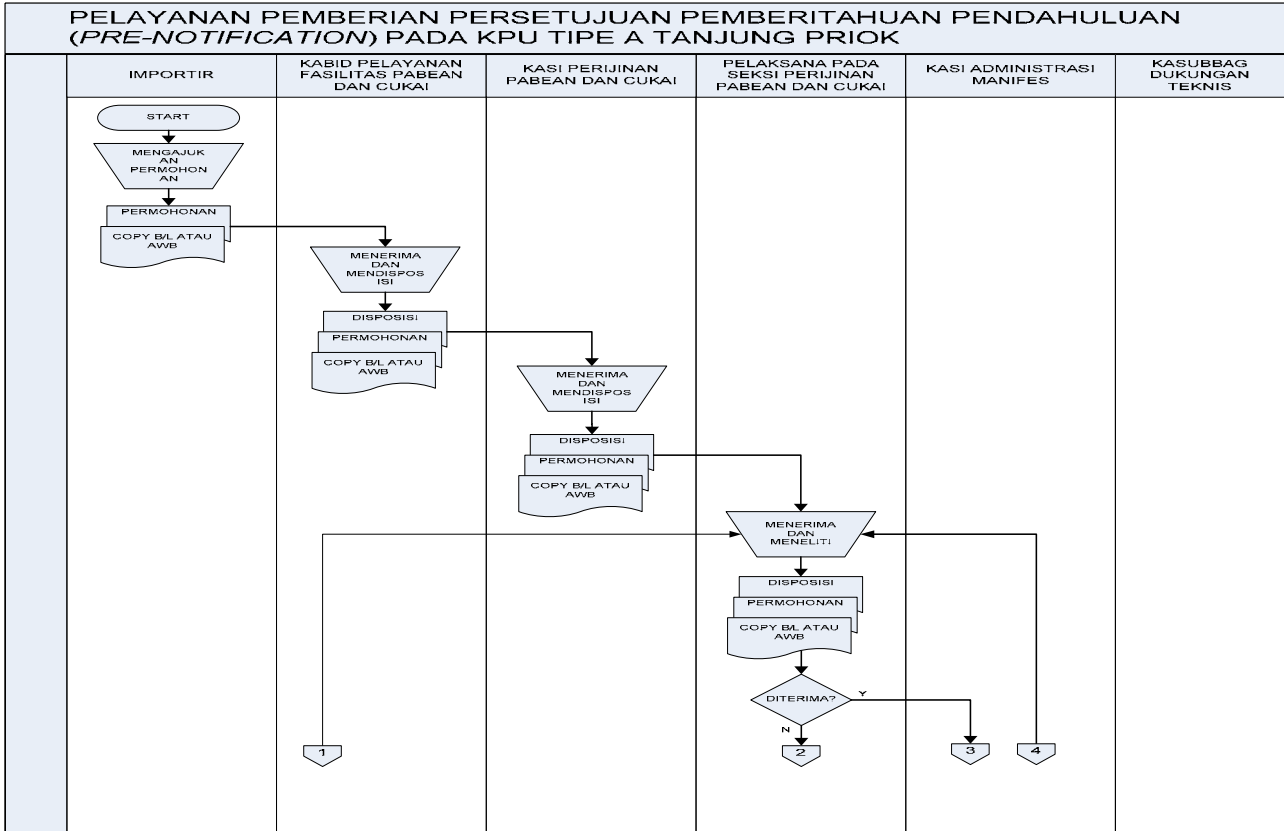 PELAYANAN PEMBERIAN PERSETUJUAN PEMBERITAHUAN PENDAHULUAN
(PRE-NOTIFICATION) PADA KPU TIPE A TANJUNG PRIOK
IMPORTIR
KABID PELAYANAN
FASILITAS PABEAN
DAN CUKAI
KASI PERIJINAN
PABEAN DAN CUKAI
PELAKSANA PADA
SEKSI PERIJINAN
PABEAN DAN CUKAI
KASI ADMINISTRASI
MANIFES
KASUBBAG
DUKUNGAN
TEKNIS
START
MENGAJUK
AN
PERMOHON
AN
PERMOHONAN
COPY B/L ATAU
AWB
MENERIMA
DAN
MENDISPOS
ISI
DISPOSISI
PERMOHONAN
COPY B/L ATAU
AWB
MENERIMA
DAN
MENDISPOS
ISI
DISPOSISI
PERMOHONAN
COPY B/L ATAU
AWB
MENERIMA
DAN
MENELITI
DISPOSISI
PERMOHONAN
COPY B/L ATAU
AWB
DITERIMA?
Y
N
1
2
3
4